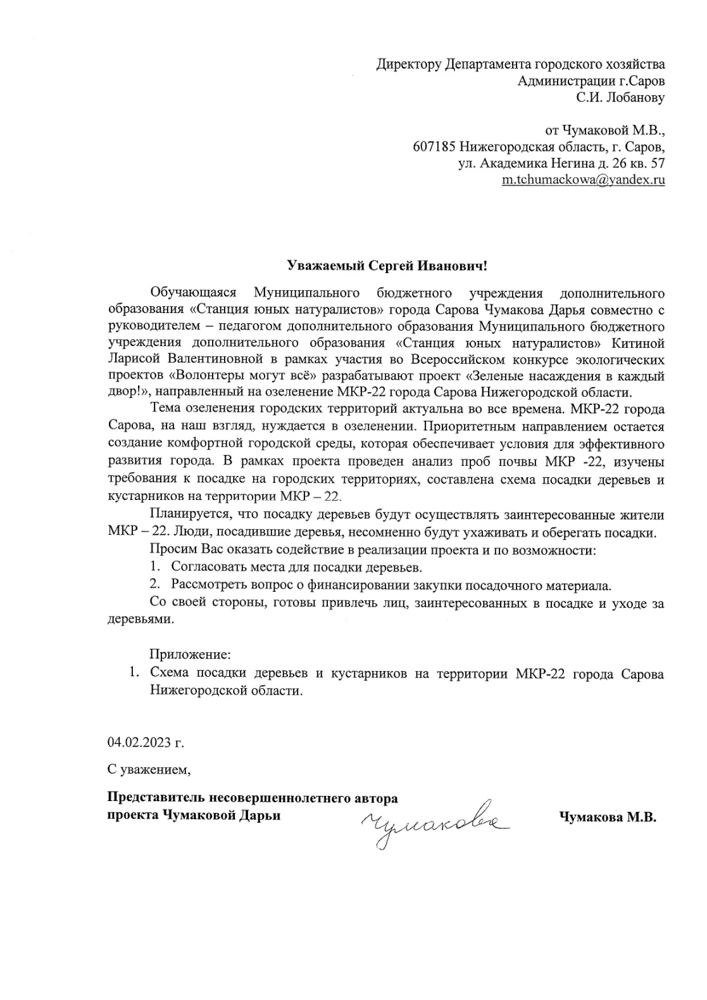 Директору Департамента городского хозяйства
Администрации г.Саров
С.И. Лобанову
от Чумаковой М.В.,
607185 Нижегородская область, г. Саров,
ул. Академика Негина д. 26 кв. 57
m.tchumackowa@yandex.ru
Уважаемый Сергей Иванович!
Обучающаяся Муниципального бюджетного учреждения дополнительного
образования «Станция юных натуралистов» города Сарова Чумакова Дарья совместно с
руководителем – педагогом дополнительного образования Муниципального бюджетного
учреждения дополнительного образования «Станция юных натуралистов» Китиной
Ларисой Валентиновной в рамках участия во Всероссийском конкурсе экологических
проектов «Волонтеры могут всё» разрабатывают проект «Зеленые насаждения в каждый
двор!», направленный на озеленение МКР-22 города Сарова Нижегородской области.
Тема озеленения городских территорий актуальна во все времена. МКР-22 города
Сарова, на наш взгляд, нуждается в озеленении. Приоритетным направлением остается
создание комфортной городской среды, которая обеспечивает условия для эффективного
развития города. В рамках проекта проведен анализ проб почвы МКР -22, изучены
требования к посадке на городских территориях, составлена схема посадки деревьев и
кустарников на территории МКР – 22.
Планируется, что посадку деревьев будут осуществлять заинтересованные жители
МКР – 22. Люди, посадившие деревья, несомненно будут ухаживать и оберегать посадки.
Просим Вас оказать содействие в реализации проекта и по возможности:
1. Согласовать места для посадки деревьев.
2. Рассмотреть вопрос о финансировании закупки посадочного материала.
Со своей стороны, готовы привлечь лиц, заинтересованных в посадке и уходе за
деревьями.
Приложение:
1. Схема посадки деревьев и кустарников на территории МКР-22 города Сарова
Нижегородской области.
04.02.2023 г.
С уважением,
Представитель несовершеннолетнего автора
проекта Чумаковой Дарьи Чумакова Чумакова М.В.